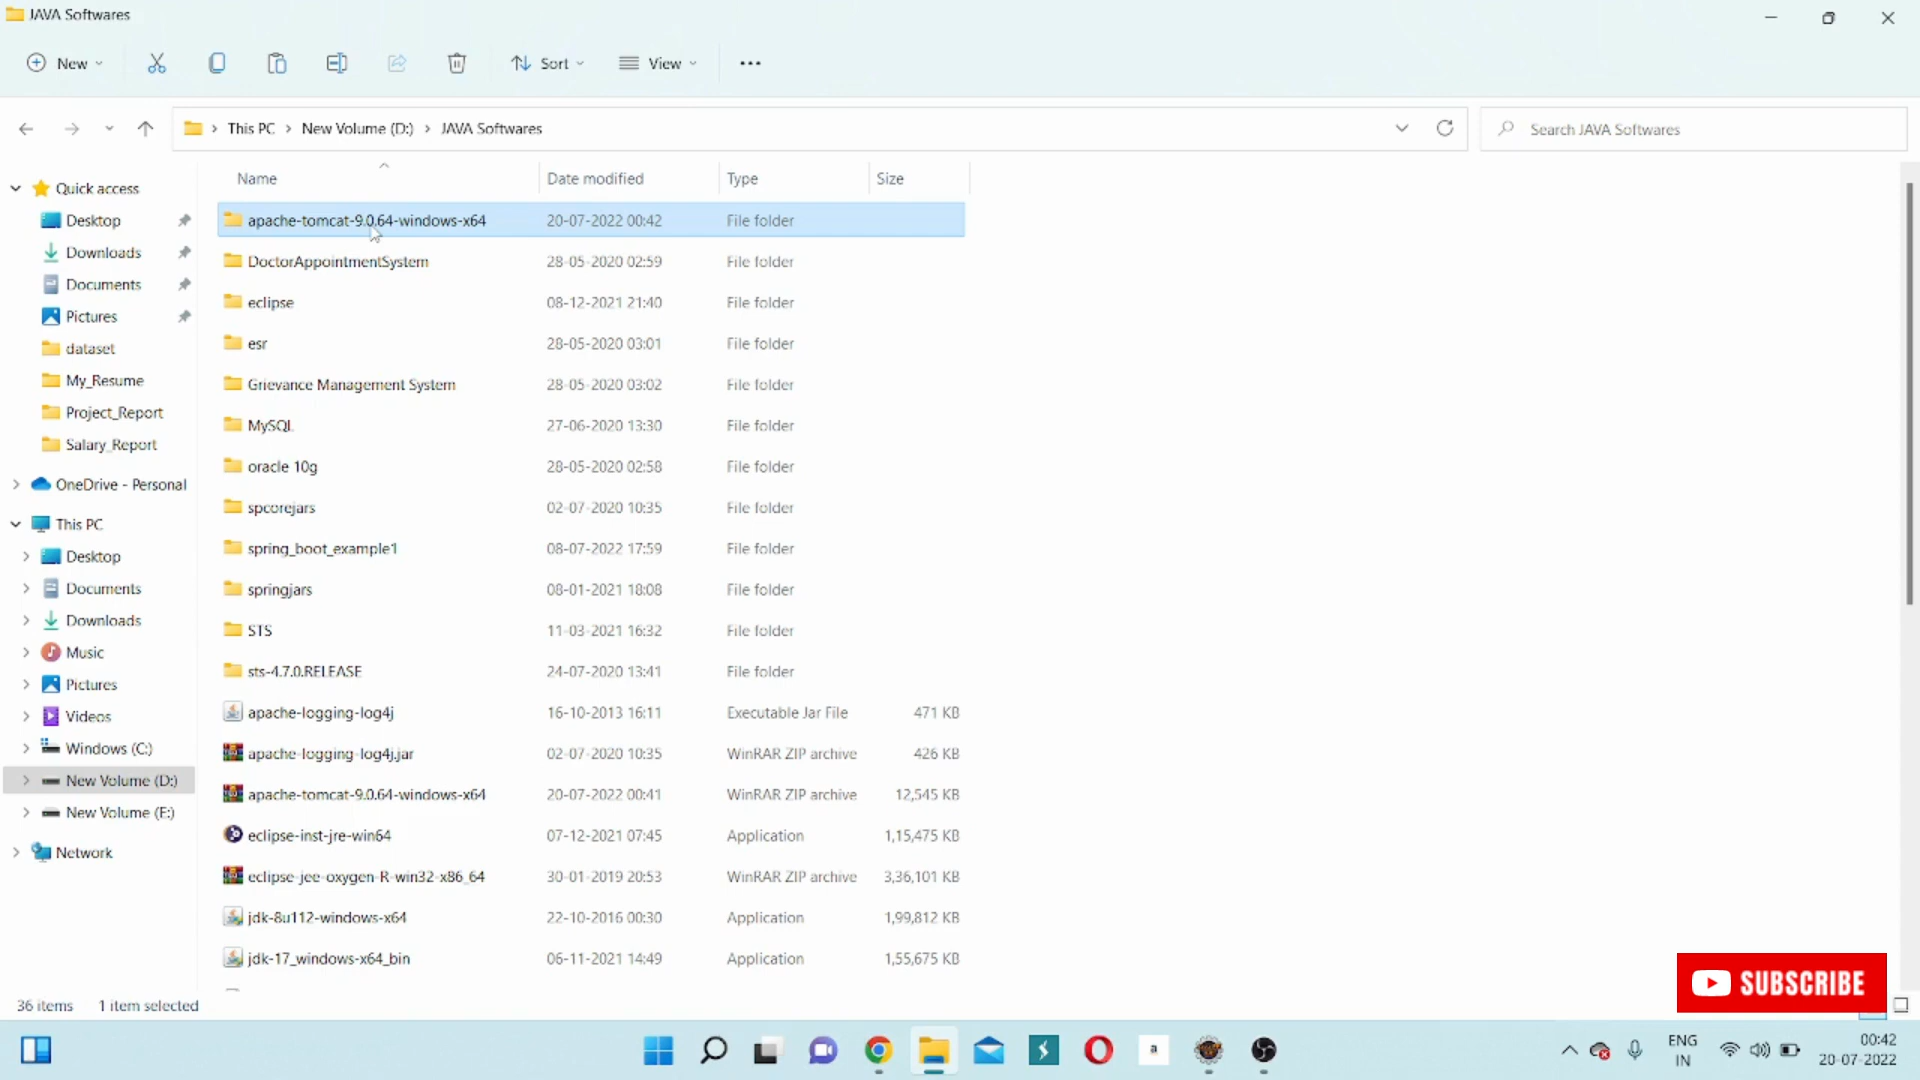 JAVA Softwares
New
Sort
View
This PC > New Volume (D:) > JAVA Softwares
Search JAVA Softwares
Name Date modified Type Size
Quick access
Desktop
Downloads
Documents
Pictures
dataset
My_Resume
Project_Report
Salary_Report
OneDrive - Personal
This PC
Desktop
Documents
Downloads
Music
Pictures
Videos
Windows (C:)
New Volume (D:)
New Volume (E:)
Network
apache-tomcat-9.0.64-windows-x64 20-07-2022 00:42 File folder
DoctorAppointmentSystem 28-05-2020 02:59 File folder
eclipse 08-12-2021 21:40 File folder
esr 28-05-2020 03:01 File folder
Grievance Management System 28-05-2020 03:02 File folder
MySQL 27-06-2020 13:30 File folder
oracle 10g 28-05-2020 02:58 File folder
spcorejars 02-07-2020 10:35 File folder
spring_boot_example1 08-07-2022 17:59 File folder
springjars 08-01-2021 18:08 File folder
STS 11-03-2021 16:32 File folder
sts-4.7.0.RELEASE 24-07-2020 13:41 File folder
apache-logging-log4j 16-10-2013 16:11 Executable Jar File 471 KB
apache-logging-log4j.jar 02-07-2020 10:35 WinRAR ZIP archive 426 KB
apache-tomcat-9.0.64-windows-x64 20-07-2022 00:41 WinRAR ZIP archive 12,545 KB
eclipse-inst-jre-win64 07-12-2021 07:45 Application 1,15,475 KB
eclipse-jee-oxygen-R-win32-x86_64 30-01-2019 20:53 WinRAR ZIP archive 3,36,101 KB
jdk-8u112-windows-x64 22-10-2016 00:30 Application 1,99,812 KB
jdk-17_windows-x64_bin 06-11-2021 14:49 Application 1,55,675 KB
SUBSCRIBE
36 items 1 item selected
a
ENG
IN
00:42
20-07-2022